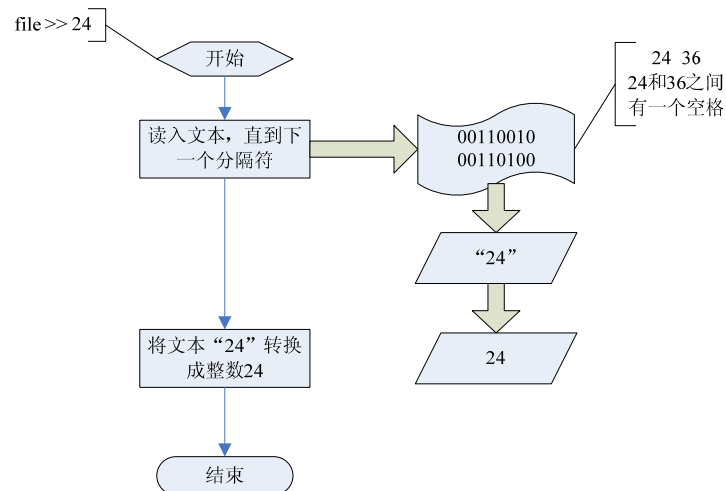 file >> 24
开始
24 36
24和36之间
有一个空格
读入文本，直到下
一个分隔符
00110010
00110100
“24”
将文本“24”转换
成整数24
24
结束